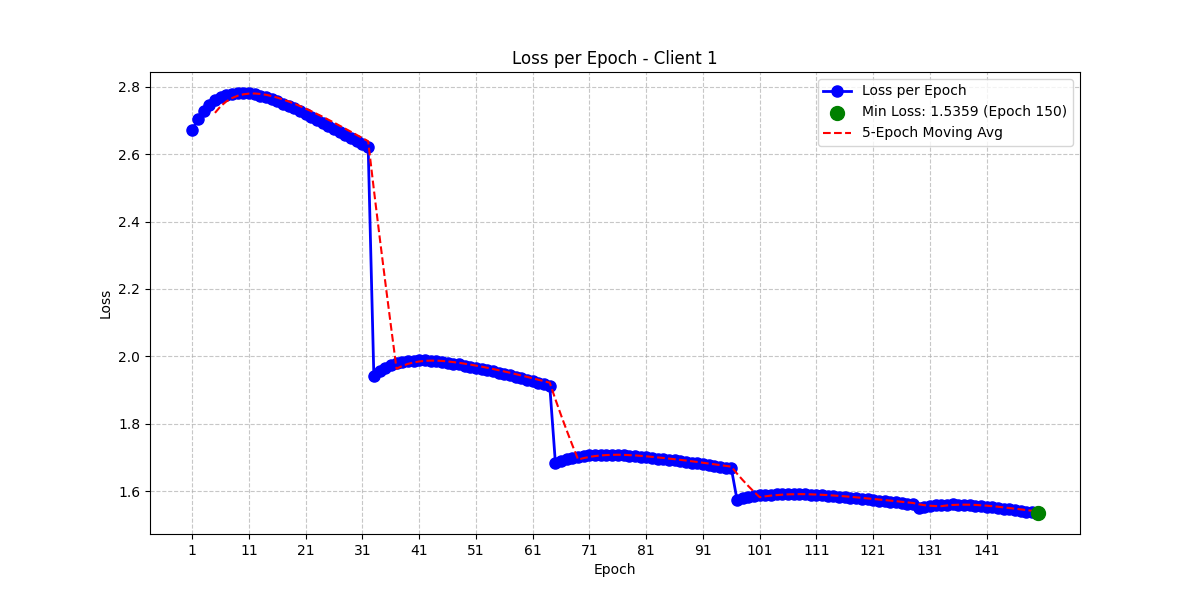 Loss per Epoch - Client 1
Loss per Epoch
Min Loss: 1.5359 (Epoch 150)
5-Epoch Moving Avg
Loss
2.8
2.6
2.4
2.2
2.0
1.8
1.6
1 11 21 31 41 51 61 71 81 91 101 111 121 131 141
Epoch